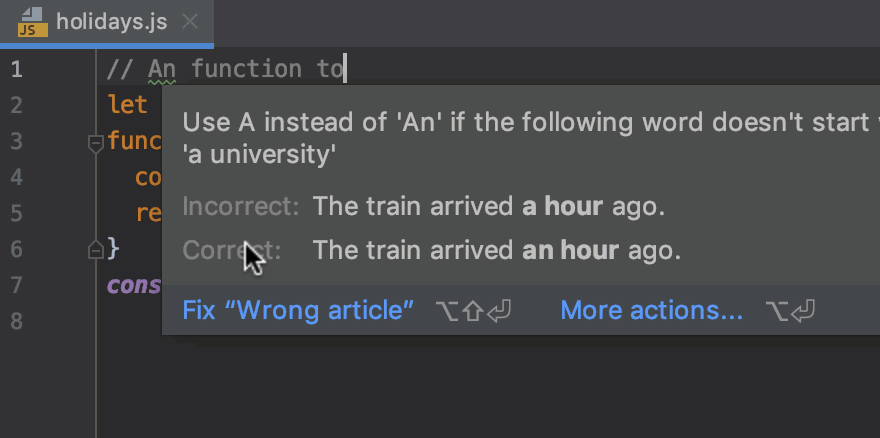 JS holidays.js
1 // An function to
2 let
3 func
4 co
5 re
6 }
7 cons
8
Use A instead of 'An' if the following word doesn't start
'a university'
Incorrect: The train arrived a hour ago.
Correct: The train arrived an hour ago.
Fix “Wrong article” ⌥⇧⏎ More actions... ⌥⏎